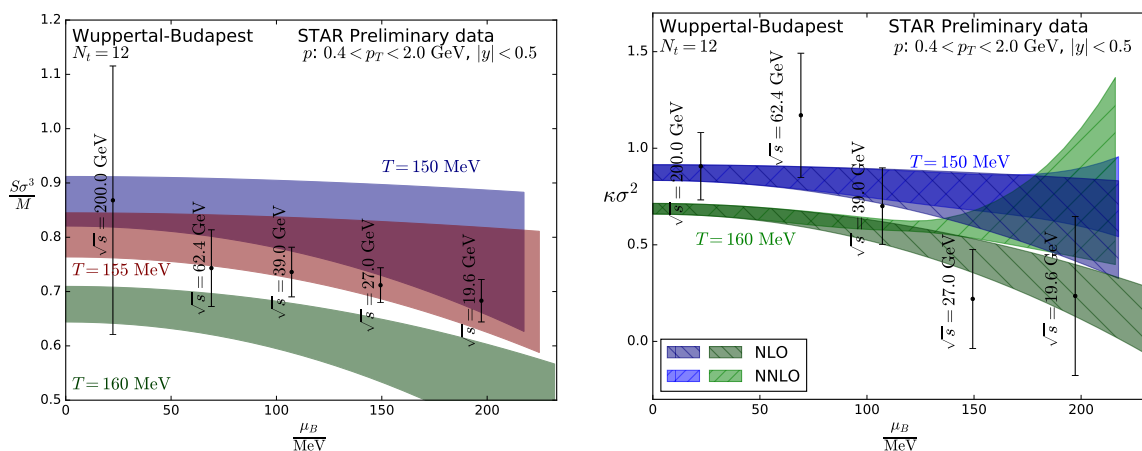 Wuppertal-Budapest
STAR Preliminary data
N_t = 12
p: 0.4 < p_T < 2.0 GeV, |y| < 0.5
1.2
1.1
1.0
0.9
0.8
0.7
0.6
0.5
Sσ³/M
√s = 200.0 GeV
√s = 62.4 GeV
√s = 39.0 GeV
√s = 27.0 GeV
√s = 19.6 GeV
T = 150 MeV
T = 155 MeV
T = 160 MeV
0
50
100
150
200
μ_B/MeV
Wuppertal-Budapest
STAR Preliminary data
N_t = 12
p: 0.4 < p_T < 2.0 GeV, |y| < 0.5
1.5
1.0
0.5
0.0
κσ²
√s = 200.0 GeV
√s = 62.4 GeV
√s = 39.0 GeV
√s = 27.0 GeV
√s = 19.6 GeV
T = 150 MeV
T = 160 MeV
NLO
NNLO
0
50
100
150
200
μ_B/MeV